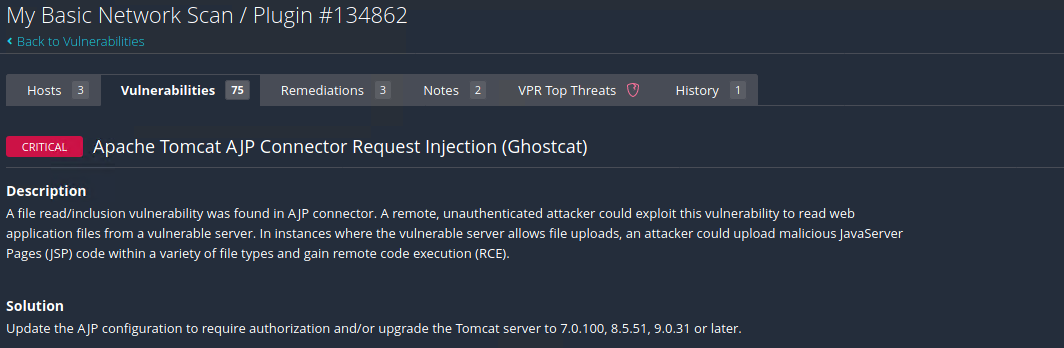 My Basic Network Scan / Plugin #134862
‹ Back to Vulnerabilities
Hosts 3 Vulnerabilities 75 Remediations 3 Notes 2 VPR Top Threats History 1
CRITICAL Apache Tomcat AJP Connector Request Injection (Ghostcat)
Description
A file read/inclusion vulnerability was found in AJP connector. A remote, unauthenticated attacker could exploit this vulnerability to read web
application files from a vulnerable server. In instances where the vulnerable server allows file uploads, an attacker could upload malicious JavaServer
Pages (JSP) code within a variety of file types and gain remote code execution (RCE).
Solution
Update the AJP configuration to require authorization and/or upgrade the Tomcat server to 7.0.100, 8.5.51, 9.0.31 or later.